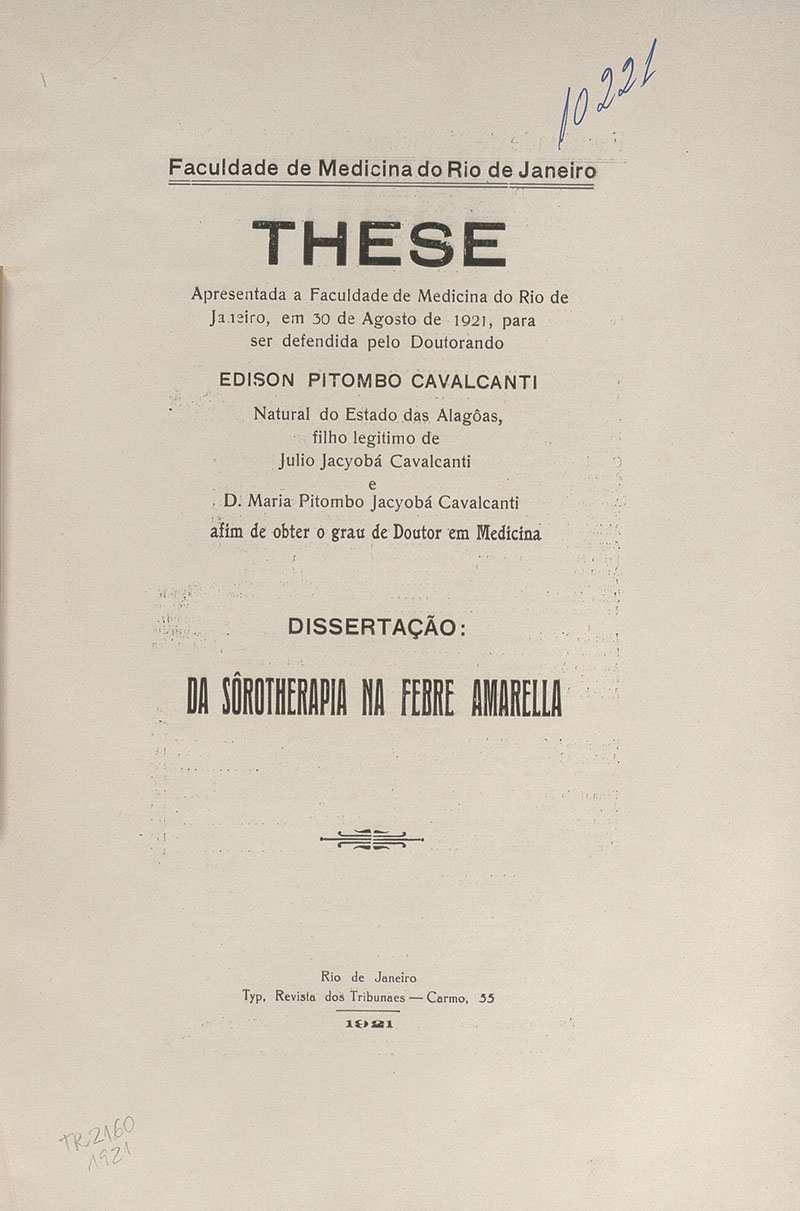 10221
Faculdade de Medicina do Rio de Janeiro
THESE
Apresentada a Faculdade de Medicina do Rio de
Janeiro, em 30 de Agosto de 1921, para
ser defendida pelo Doutorando
EDISON PITOMBO CAVALCANTI
Natural do Estado das Alagôas,
filho legitimo de
Julio Jacyobá Cavalcanti
e
D. Maria Pitombo Jacyobá Cavalcanti
afim de obter o grau de Doutor em Medicina
DISSERTAÇÃO:
DA SÔROTHERAPIA NA FEBRE AMARELLA
Rio de Janeiro
Typ, Revista dos Tribunaes — Carmo, 55
1921
TR2160
1921